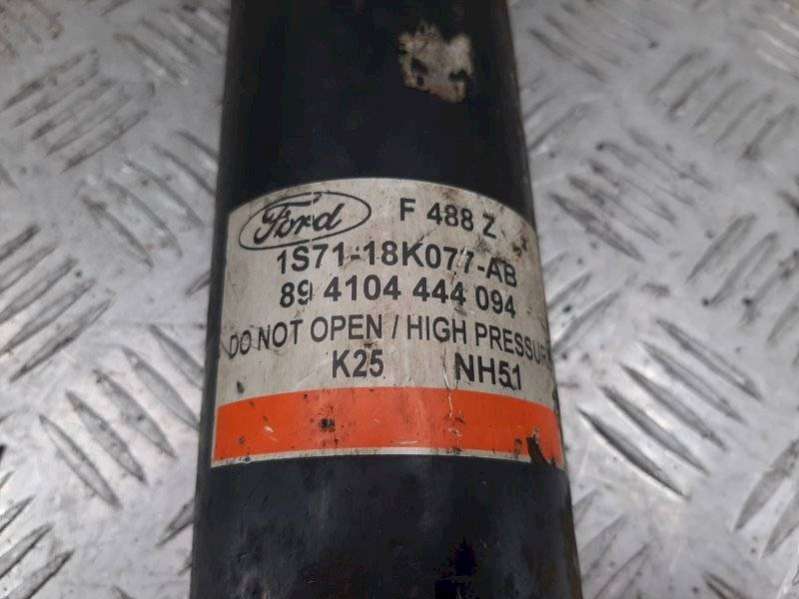 Ford F 488 Z
1S71-18K077-AB
89 4104 444 094
DO NOT OPEN / HIGH PRESSUR
K25 NH51